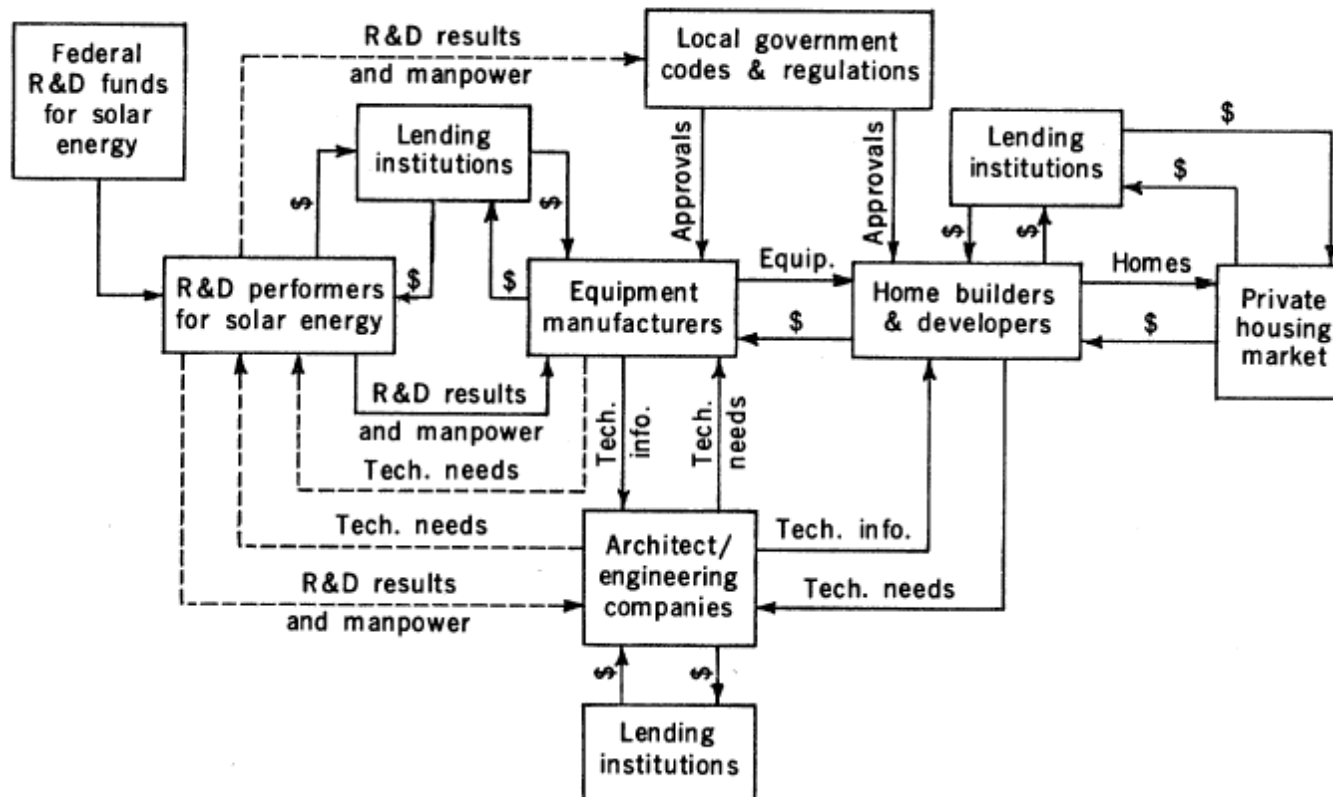 Federal
R&D funds
for solar
energy
R&D results
and manpower
Local government
codes & regulations
Lending
institutions
$
$
$
$
Approvals
Approvals
Lending
institutions
$
$
$
$
R&D performers
for solar energy
Equipment
manufacturers
Equip.
$
Home builders
& developers
Homes
$
Private
housing
market
R&D results
and manpower
Tech. needs
Tech.
info.
Tech.
needs
Tech. needs
R&D results
and manpower
Architect/
engineering
companies
Tech. info.
Tech. needs
$
$
Lending
institutions